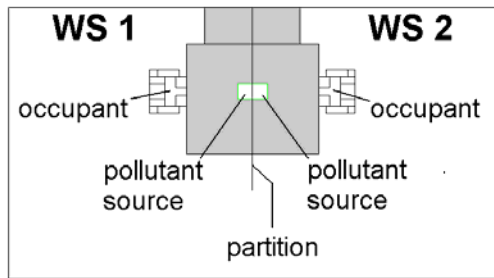 WS 1
WS 2
occupant
occupant
pollutant
source
pollutant
source
partition